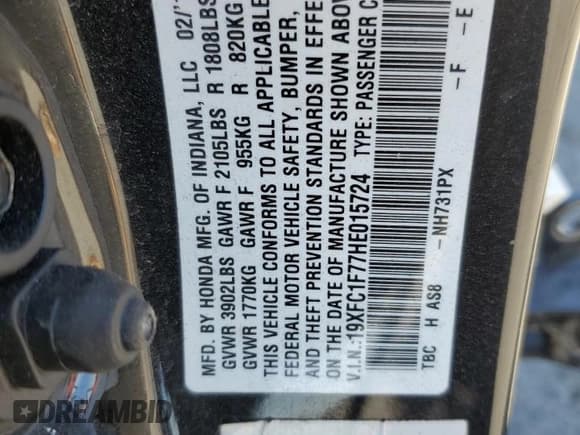 MFD. BY HONDA MFG. OF INDIANA, LLC 02/
GVWR 3902LBS GAWR F 2105LBS R 1808LBS
GVWR 1770KG GAWR F 955KG R 820KG
THIS VEHICLE CONFORMS TO ALL APPLICABLE
FEDERAL MOTOR VEHICLE SAFETY, BUMPER,
AND THEFT PREVENTION STANDARDS IN EFFE
ON THE DATE OF MANUFACTURE SHOWN ABOV
V.I.N.:19XFC1F77HE015724 TYPE: PASSENGER C
TBC H AS8 -NH731PX -F -E
DREAMBID